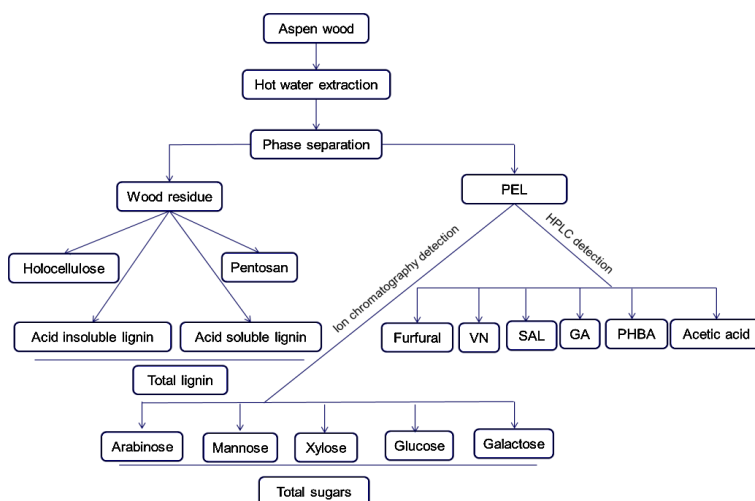 Aspen wood
Hot water extraction
Phase separation
Wood residue
PEL
Ion chromatography detection
HPLC detection
Holocellulose
Pentosan
Acid insoluble lignin
Acid soluble lignin
Furfural
VN
SAL
GA
PHBA
Acetic acid
Total lignin
Arabinose
Mannose
Xylose
Glucose
Galactose
Total sugars